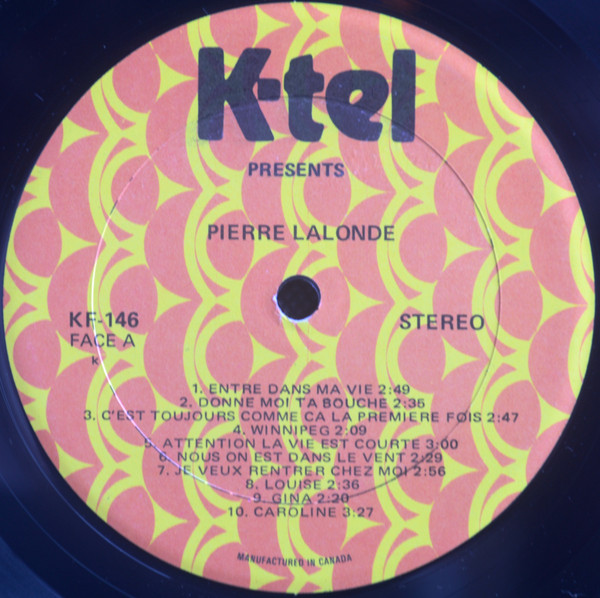 K-tel
PRESENTS
PIERRE LALONDE
KF-146
FACE A
K
STEREO
1. ENTRE DANS MA VIE 2:49
2. DONNE MOI TA BOUCHE 2:35
3. C'EST TOUJOURS COMME CA LA PREMIERE FOIS 2:47
4. WINNIPEG 2:09
5. ATTENTION LA VIE EST COURTE 3:00
6. NOUS ON EST DANS LE VENT 2:29
7. JE VEUX RENTRER CHEZ MOI 2:56
8. LOUISE 2:36
9. GINA 2:20
10. CAROLINE 3:27
MANUFACTURED IN CANADA